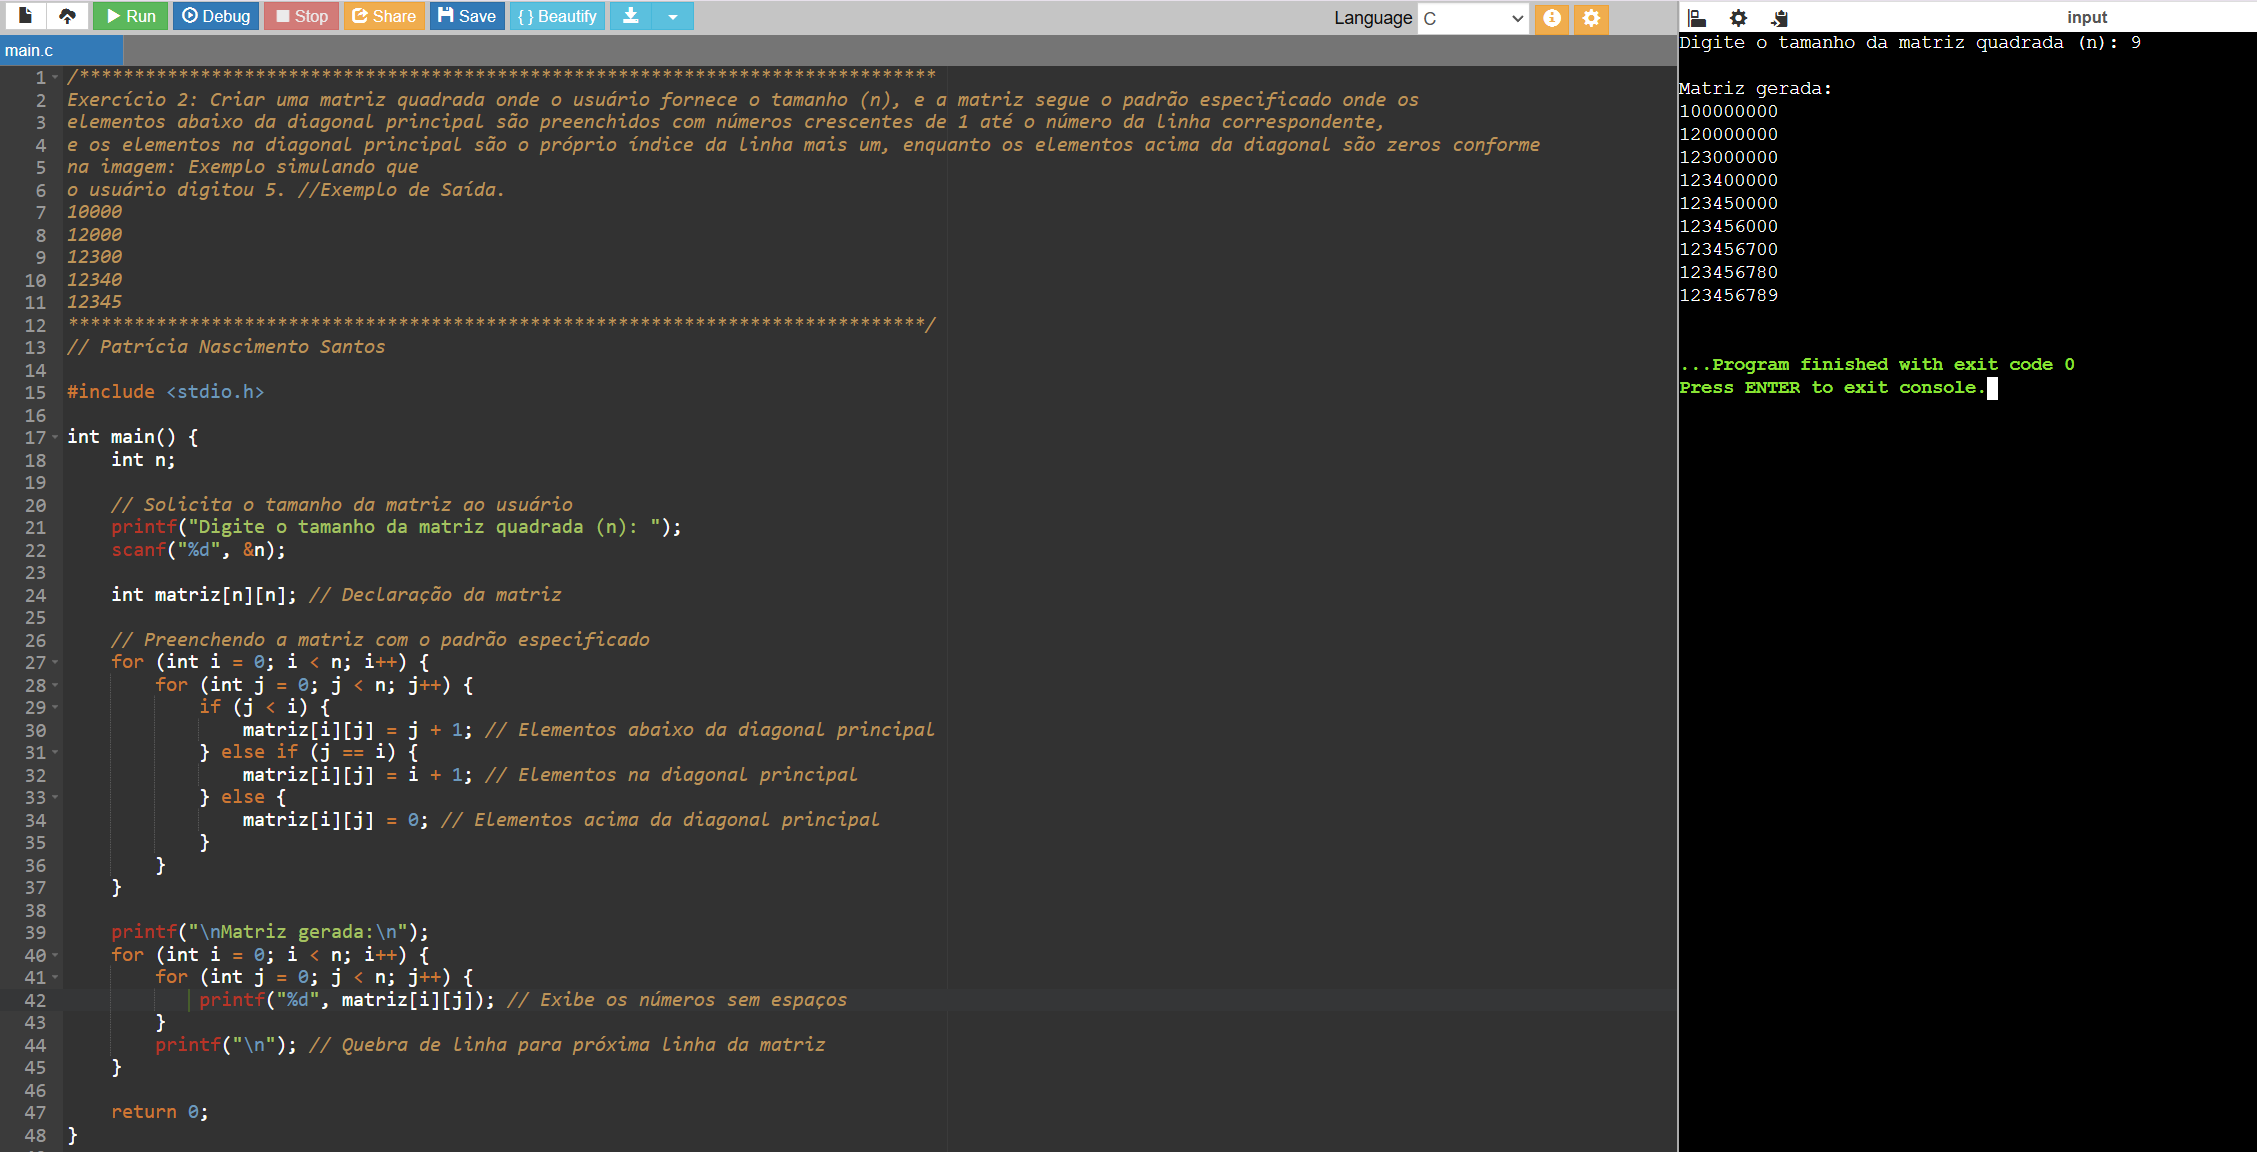 Run Debug Stop Share Save { } Beautify Language C
main.c
1 /******************************************************************************
2 Exercício 2: Criar uma matriz quadrada onde o usuário fornece o tamanho (n), e a matriz segue o padrão especificado onde os
3 elementos abaixo da diagonal principal são preenchidos com números crescentes de 1 até o número da linha correspondente,
4 e os elementos na diagonal principal são o próprio índice da linha mais um, enquanto os elementos acima da diagonal são zeros conforme
5 na imagem: Exemplo simulando que
6 o usuário digitou 5. //Exemplo de Saída.
7 10000
8 12000
9 12300
10 12340
11 12345
12 ******************************************************************************/
13 // Patrícia Nascimento Santos
14
15 #include <stdio.h>
16
17 int main() {
18     int n;
19
20     // Solicita o tamanho da matriz ao usuário
21     printf("Digite o tamanho da matriz quadrada (n): ");
22     scanf("%d", &n);
23
24     int matriz[n][n]; // Declaração da matriz
25
26     // Preenchendo a matriz com o padrão especificado
27     for (int i = 0; i < n; i++) {
28         for (int j = 0; j < n; j++) {
29             if (j < i) {
30                 matriz[i][j] = j + 1; // Elementos abaixo da diagonal principal
31             } else if (j == i) {
32                 matriz[i][j] = i + 1; // Elementos na diagonal principal
33             } else {
34                 matriz[i][j] = 0; // Elementos acima da diagonal principal
35             }
36         }
37     }
38
39     printf("\nMatriz gerada:\n");
40     for (int i = 0; i < n; i++) {
41         for (int j = 0; j < n; j++) {
42             printf("%d", matriz[i][j]); // Exibe os números sem espaços
43         }
44         printf("\n"); // Quebra de linha para próxima linha da matriz
45     }
46
47     return 0;
48 }
input
Digite o tamanho da matriz quadrada (n): 9
Matriz gerada:
100000000
120000000
123000000
123400000
123450000
123456000
123456700
123456780
123456789
...Program finished with exit code 0
Press ENTER to exit console.